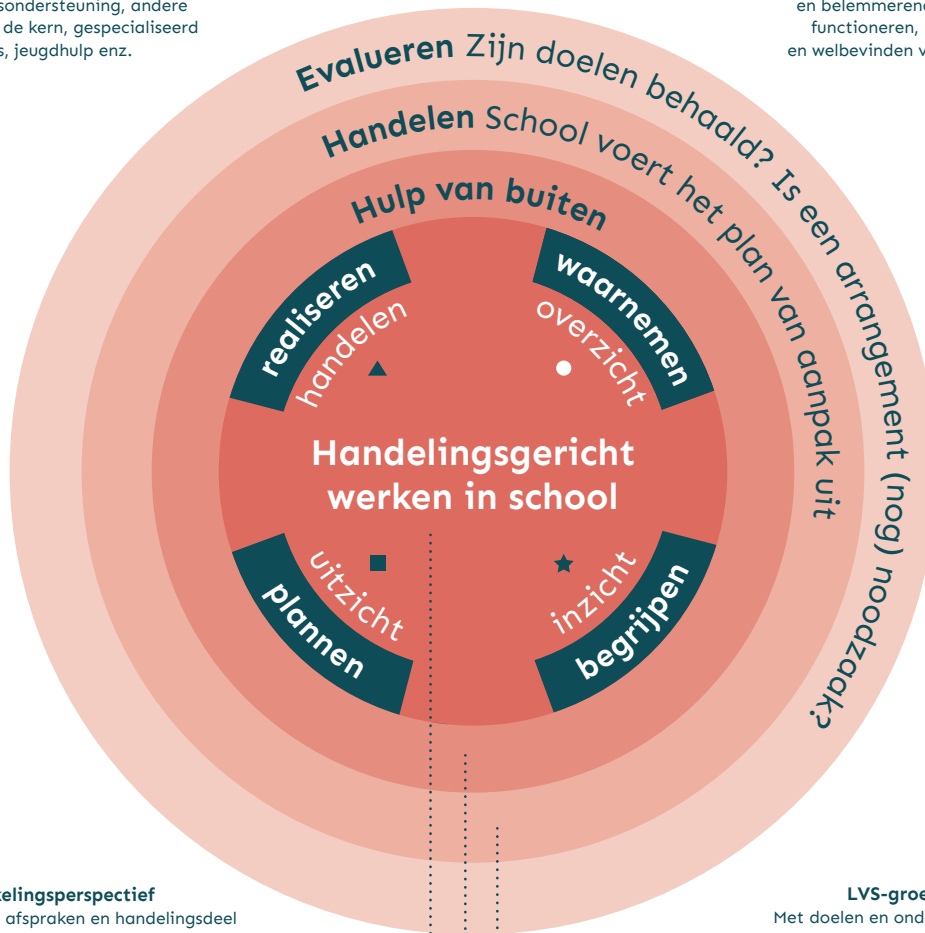 sondersteuning, andere
de kern, gespecialiseerd
s, jeugdhulp enz.
en belemmerend
functioneren,
en welbevinden v
Evalueren Zijn doelen behaald? Is een arrangement (nog) noodzaak?
Handelen School voert het plan van aanpak uit
Hulp van buiten
realiseren
handelen
waarnemen
overzicht
Handelingsgericht
werken in school
uitzicht
plannen
inzicht
begrijpen
kelingsperspectief
afspraken en handelingsdeel
LVS-groe
Met doelen en ond